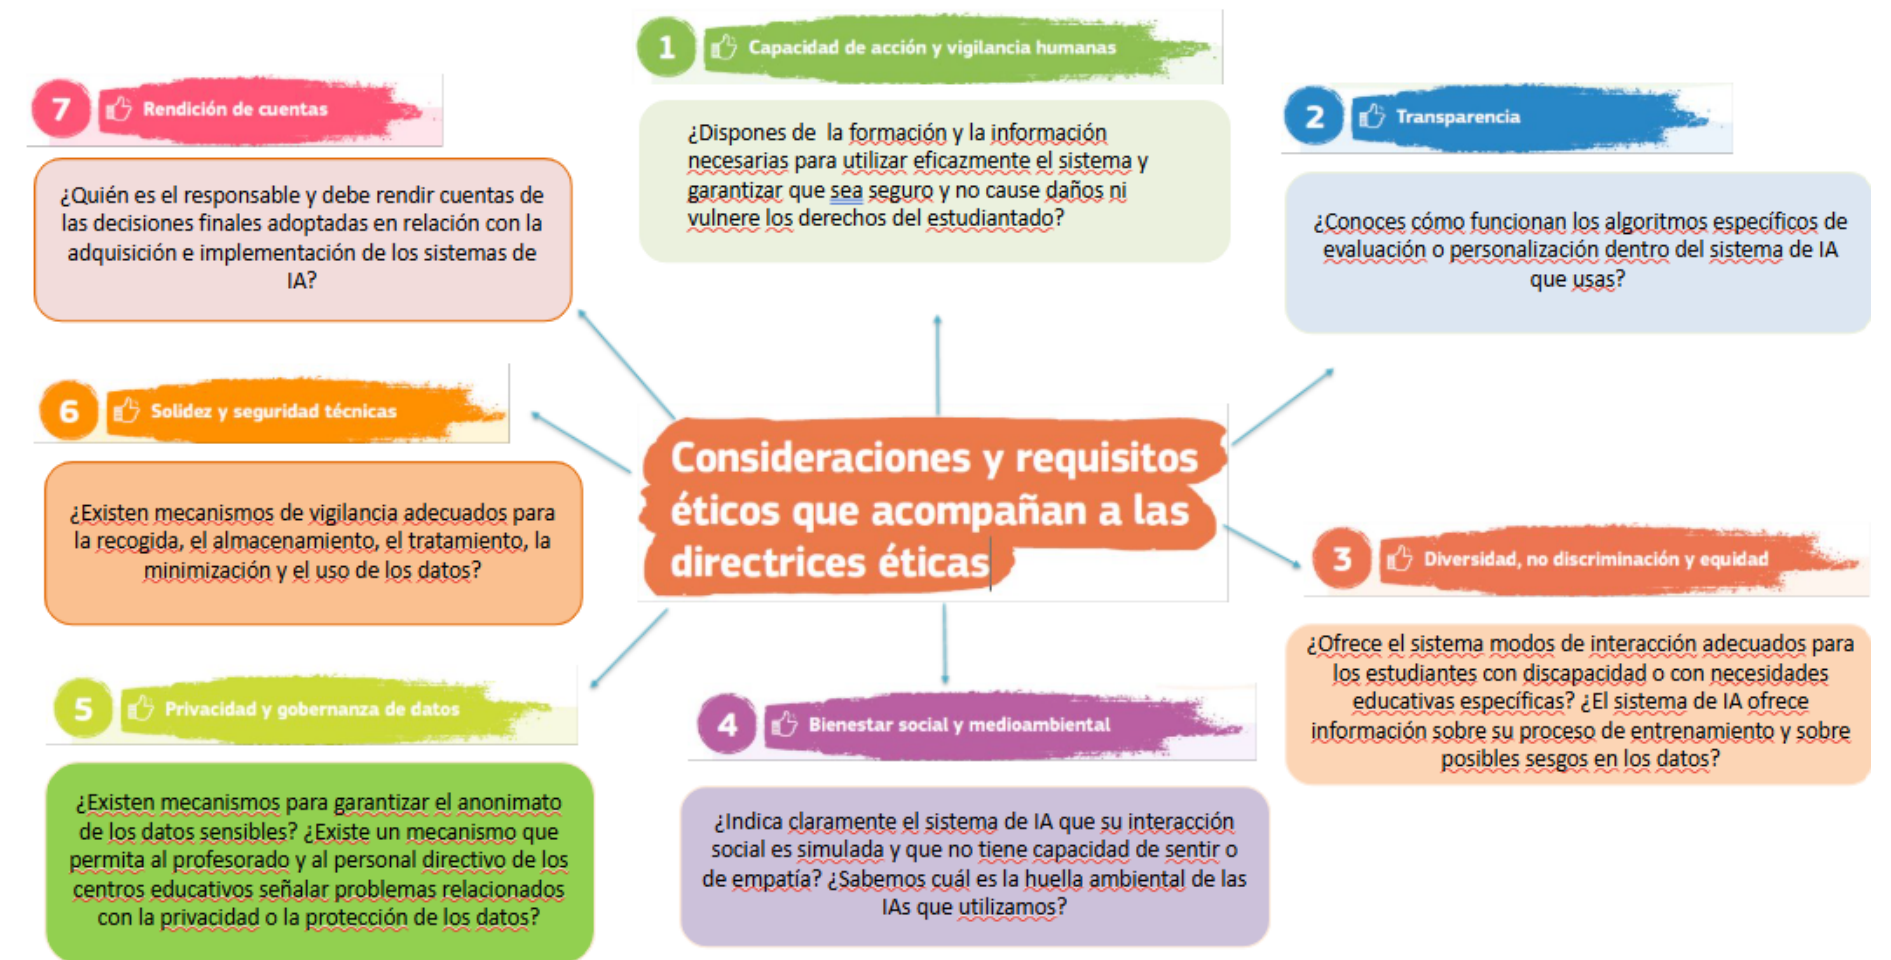 Consideraciones y requisitos
éticos que acompañan a las
directrices éticas
1
Capacidad de acción y vigilancia humanas
¿Dispones de la formación y la información
necesarias para utilizar eficazmente el sistema y
garantizar que sea seguro y no cause daños ni
vulnere los derechos del estudiantado?
2
Transparencia
¿Conoces cómo funcionan los algoritmos específicos de
evaluación o personalización dentro del sistema de IA
que usas?
3
Diversidad, no discriminación y equidad
¿Ofrece el sistema modos de interacción adecuados para
los estudiantes con discapacidad o con necesidades
educativas específicas? ¿El sistema de IA ofrece
información sobre su proceso de entrenamiento y sobre
posibles sesgos en los datos?
4
Bienestar social y medioambiental
¿Indica claramente el sistema de IA que su interacción
social es simulada y que no tiene capacidad de sentir o
de empatía? ¿Sabemos cuál es la huella ambiental de las
IAs que utilizamos?
5
Privacidad y gobernanza de datos
¿Existen mecanismos para garantizar el anonimato
de los datos sensibles? ¿Existe un mecanismo que
permita al profesorado y al personal directivo de los
centros educativos señalar problemas relacionados
con la privacidad o la protección de los datos?
6
Solidez y seguridad técnicas
¿Existen mecanismos de vigilancia adecuados para
la recogida, el almacenamiento, el tratamiento, la
minimización y el uso de los datos?
7
Rendición de cuentas
¿Quién es el responsable y debe rendir cuentas de
las decisiones finales adoptadas en relación con la
adquisición e implementación de los sistemas de
IA?